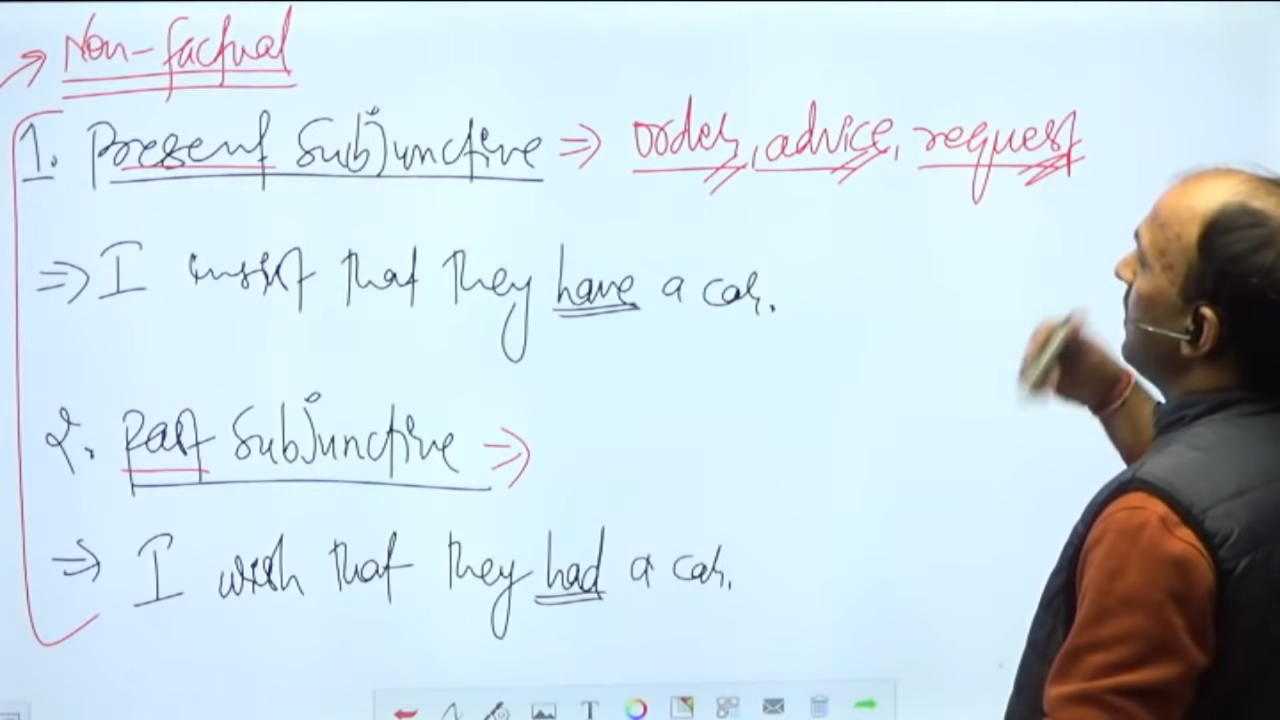 → Non-factual
1. Present Subjunctive ⇒ order, advice, request
⇒ I insist that they have a car.
2. Past Subjunctive ⇒
⇒ I wish that they had a car.
T